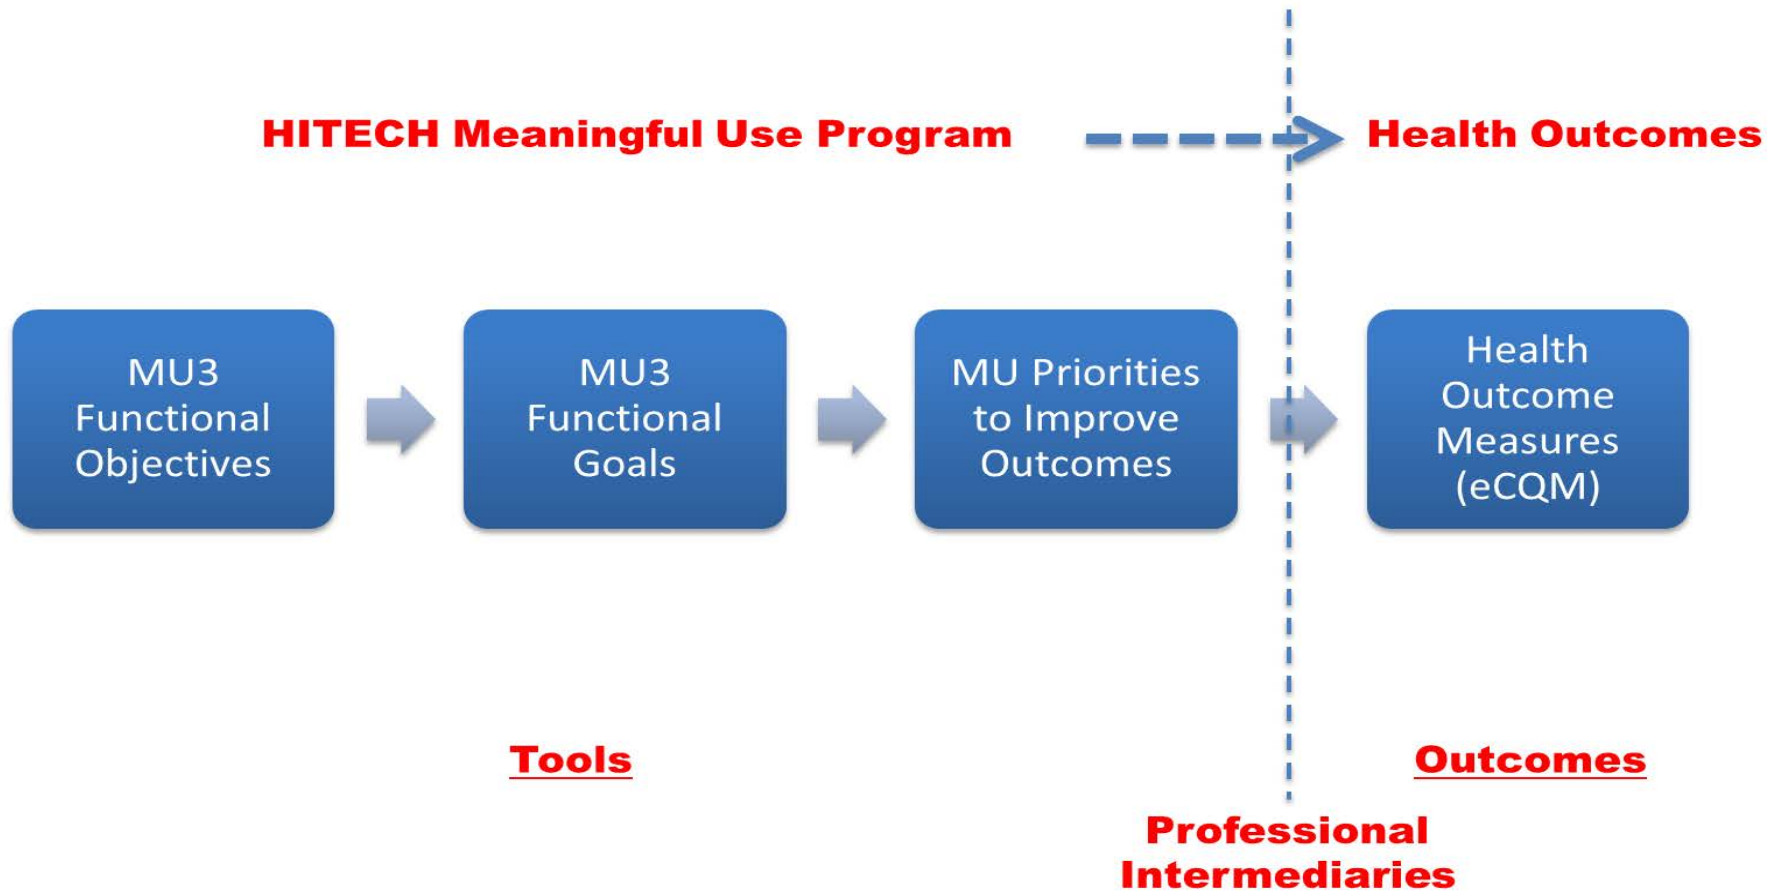 HITECH Meaningful Use Program
Health Outcomes
MU3
Functional
Objectives
MU3
Functional
Goals
MU Priorities
to Improve
Outcomes
Health
Outcome
Measures
(eCQM)
Tools
Outcomes
Professional
Intermediaries